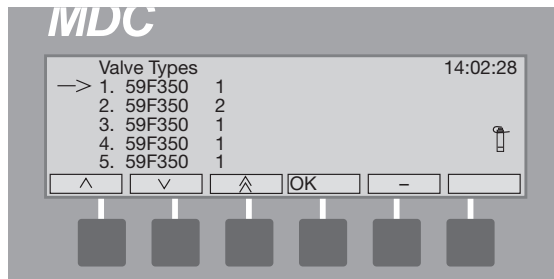 MDC
Valve Types 14:02:28
—> 1. 59F350 1
2. 59F350 2
3. 59F350 1
4. 59F350 1
5. 59F350 1
OK –